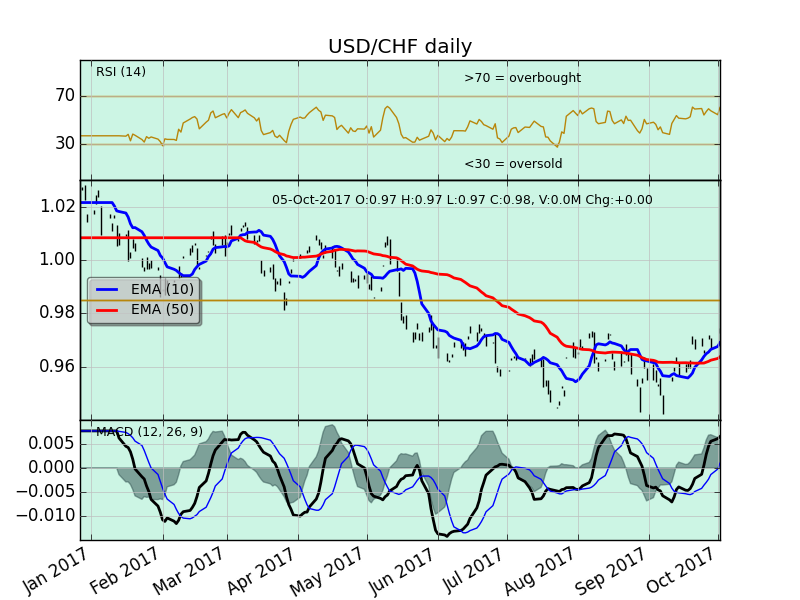 USD/CHF daily
RSI (14)
>70 = overbought
70
30
<30 = oversold
05-Oct-2017 O:0.97 H:0.97 L:0.97 C:0.98, V:0.0M Chg:+0.00
1.02
1.00
0.98
0.96
EMA (10)
EMA (50)
MACD (12, 26, 9)
0.005
0.000
−0.005
−0.010
Jan 2017
Feb 2017
Mar 2017
Apr 2017
May 2017
Jun 2017
Jul 2017
Aug 2017
Sep 2017
Oct 2017